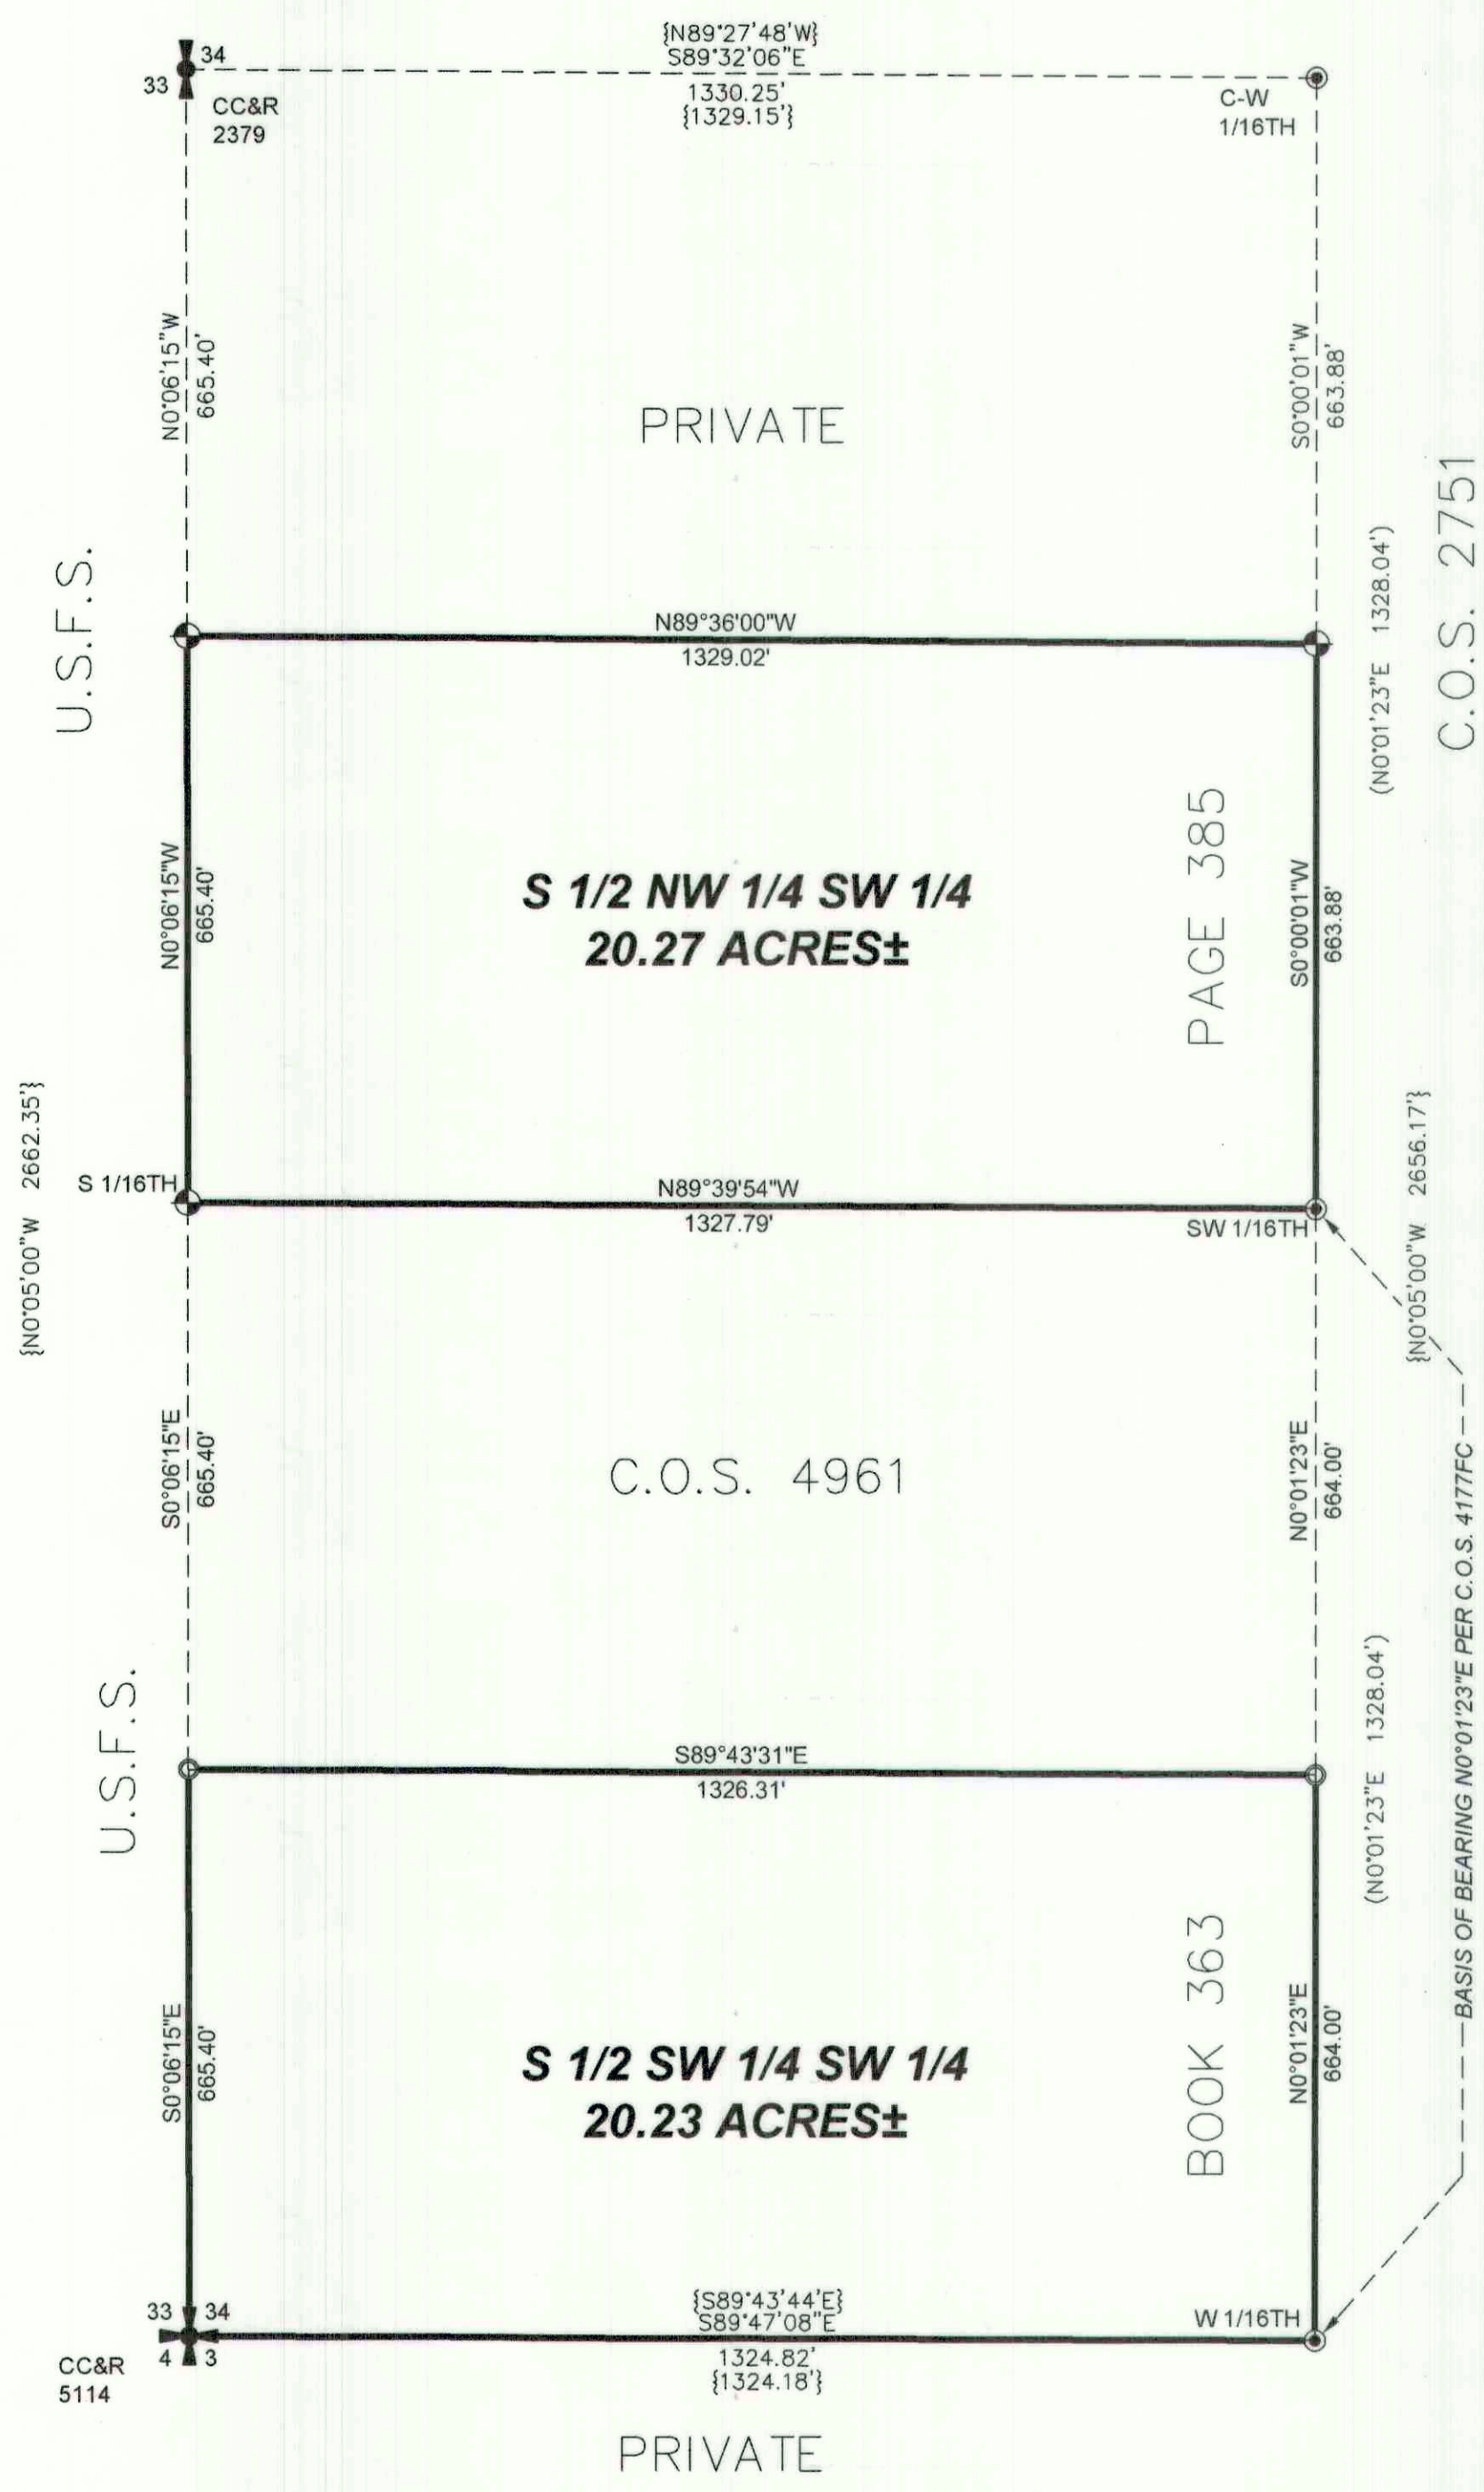 {N89°27'48'W}
S89°32'06"E
1330.25'
{1329.15'}
34
33
CC&R
2379
C-W
1/16TH
N0°06'15"W
665.40'
S0°00'01"W
663.88'
PRIVATE
U.S.F.S.
(N0°01'23"E 1328.04')
C.O.S. 2751
N89°36'00"W
1329.02'
N0°06'15"W
665.40'
S 1/2 NW 1/4 SW 1/4
20.27 ACRES±
PAGE 385
S0°00'01"W
663.88'
{N0°05'00"W 2662.35'}
{N0°05'00"W 2656.17'}
S 1/16TH
N89°39'54"W
1327.79'
SW 1/16TH
S0°06'15"E
665.40'
C.O.S. 4961
N0°01'23"E
664.00'
BASIS OF BEARING N0°01'23"E PER C.O.S. 4177FC
U.S.F.S.
S89°43'31"E
1326.31'
(N0°01'23"E 1328.04')
S0°06'15"E
665.40'
S 1/2 SW 1/4 SW 1/4
20.23 ACRES±
BOOK 363
N0°01'23"E
664.00'
{S89°43'44'E}
S89°47'08"E
1324.82'
{1324.18'}
W 1/16TH
33 34
4 3
CC&R
5114
PRIVATE